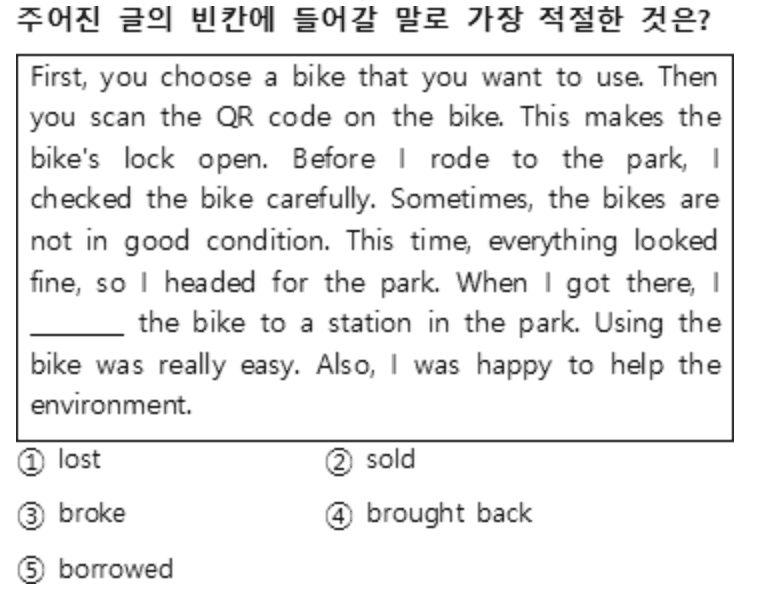 주어진 글의 빈칸에 들어갈 말로 가장 적절한 것은?
First, you choose a bike that you want to use. Then
you scan the QR code on the bike. This makes the
bike's lock open. Before I rode to the park, I
checked the bike carefully. Sometimes, the bikes are
not in good condition. This time, everything looked
fine, so I headed for the park. When I got there, I
_______ the bike to a station in the park. Using the
bike was really easy. Also, I was happy to help the
environment.
① lost ② sold
③ broke ④ brought back
⑤ borrowed